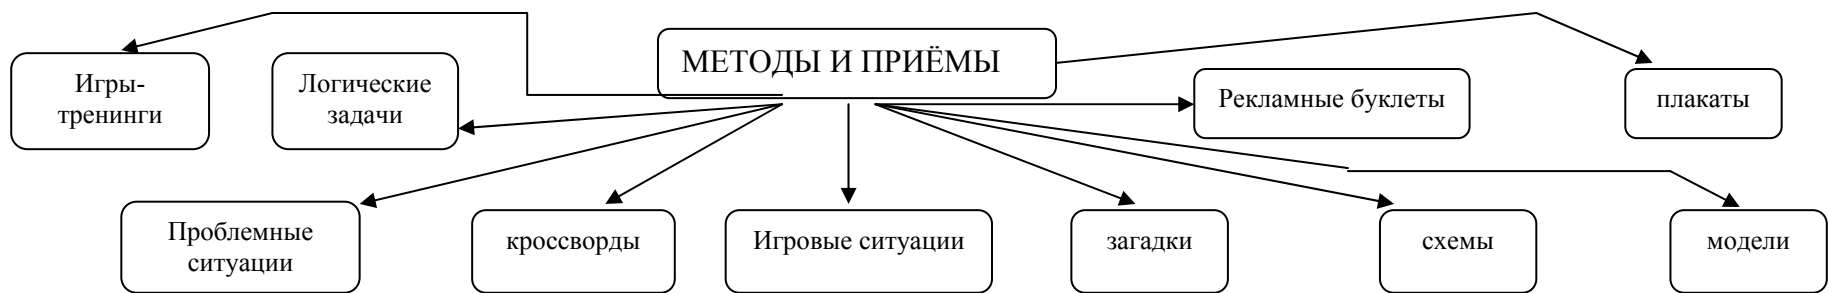 МЕТОДЫ И ПРИЁМЫ
Игры-
тренинги
Логические
задачи
Рекламные буклеты
плакаты
Проблемные
ситуации
кроссворды
Игровые ситуации
загадки
схемы
модели